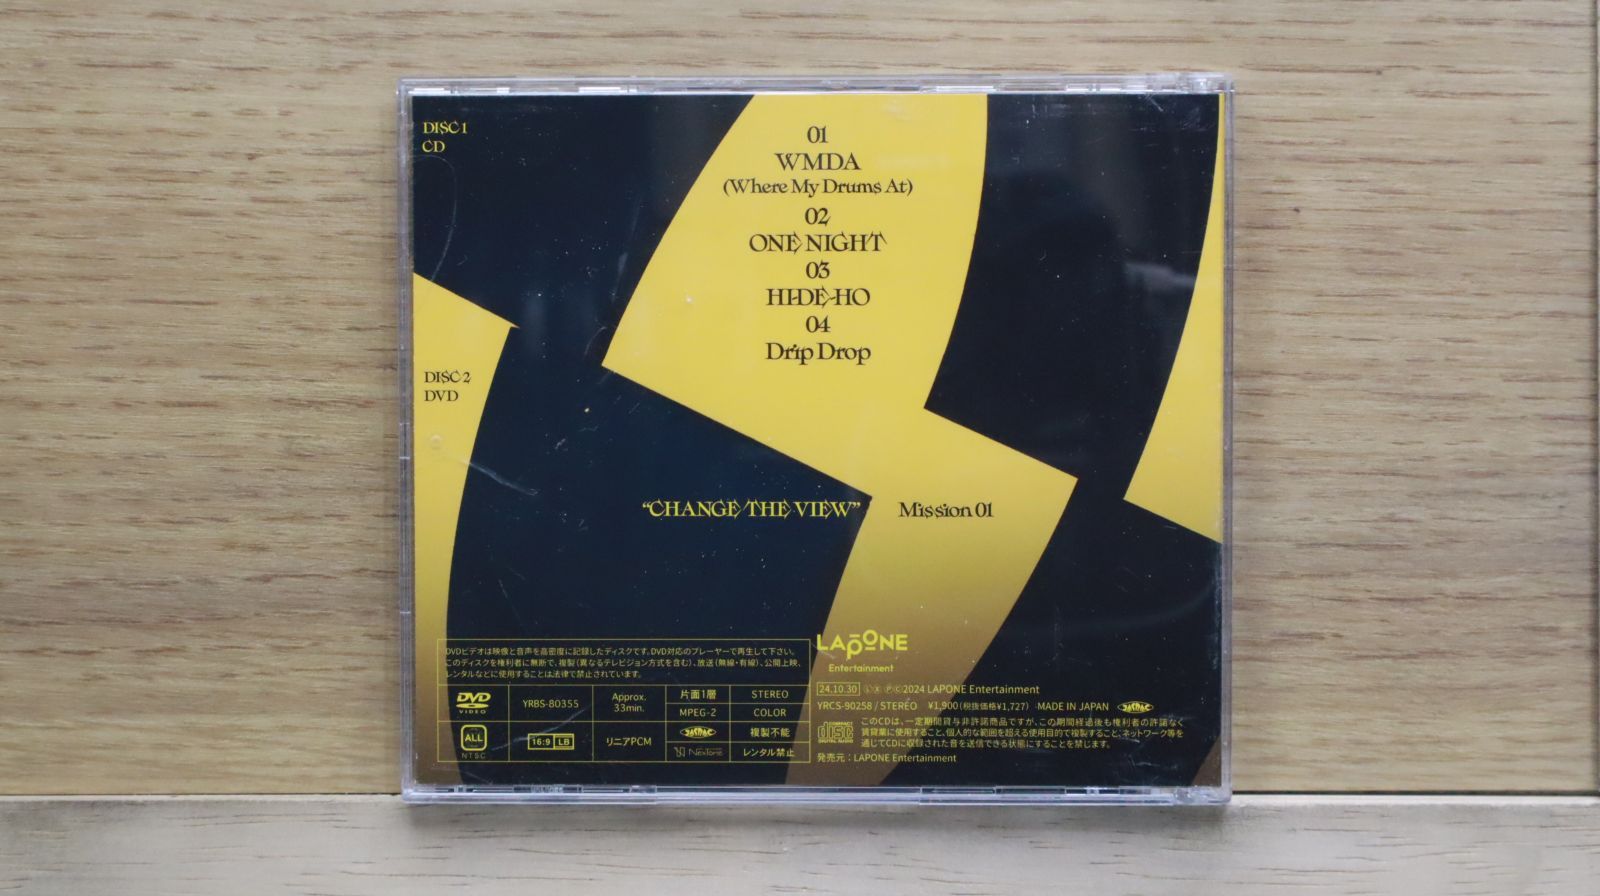 DISC 1
CD
01
WMDA
(Where My Drums At)
02
ONE NIGHT
03
HI-DE-HO
04
Drip Drop
DISC 2
DVD
"CHANGE THE VIEW" Mission 01
DVDビデオは映像と音声を高密度に記録したディスクです。DVD対応のプレーヤーで再生して下さい。
このディスクを権利者に無断で、複製(異なるテレビジョン方式を含む)、放送(無線・有線)、公開上映、
レンタルなどに使用することは法律で禁止されています。
DVD VIDEO
YRBS-80355
Approx. 33min.
片面1層
STEREO
MPEG-2
COLOR
ALL
NTSC
16:9 LB
リニアPCM
JASRAC
複製不能
NexTone
レンタル禁止
LAPONE
Entertainment
24.10.30 Ⓛ Ⓧ ℗©2024 LAPONE Entertainment
YRCS-90258 / STEREO ¥1,900(税抜価格¥1,727) MADE IN JAPAN JASRAC
COMPACT disc DIGITAL AUDIO
このCDは、一定期間貸与非許諾商品ですが、この期間経過後も権利者の許諾なく
賃貸業に使用すること、個人的な範囲を超える使用目的で複製すること、ネットワーク等を
通じてCDに収録された音を送信できる状態にすることを禁じます。
発売元:LAPONE Entertainment